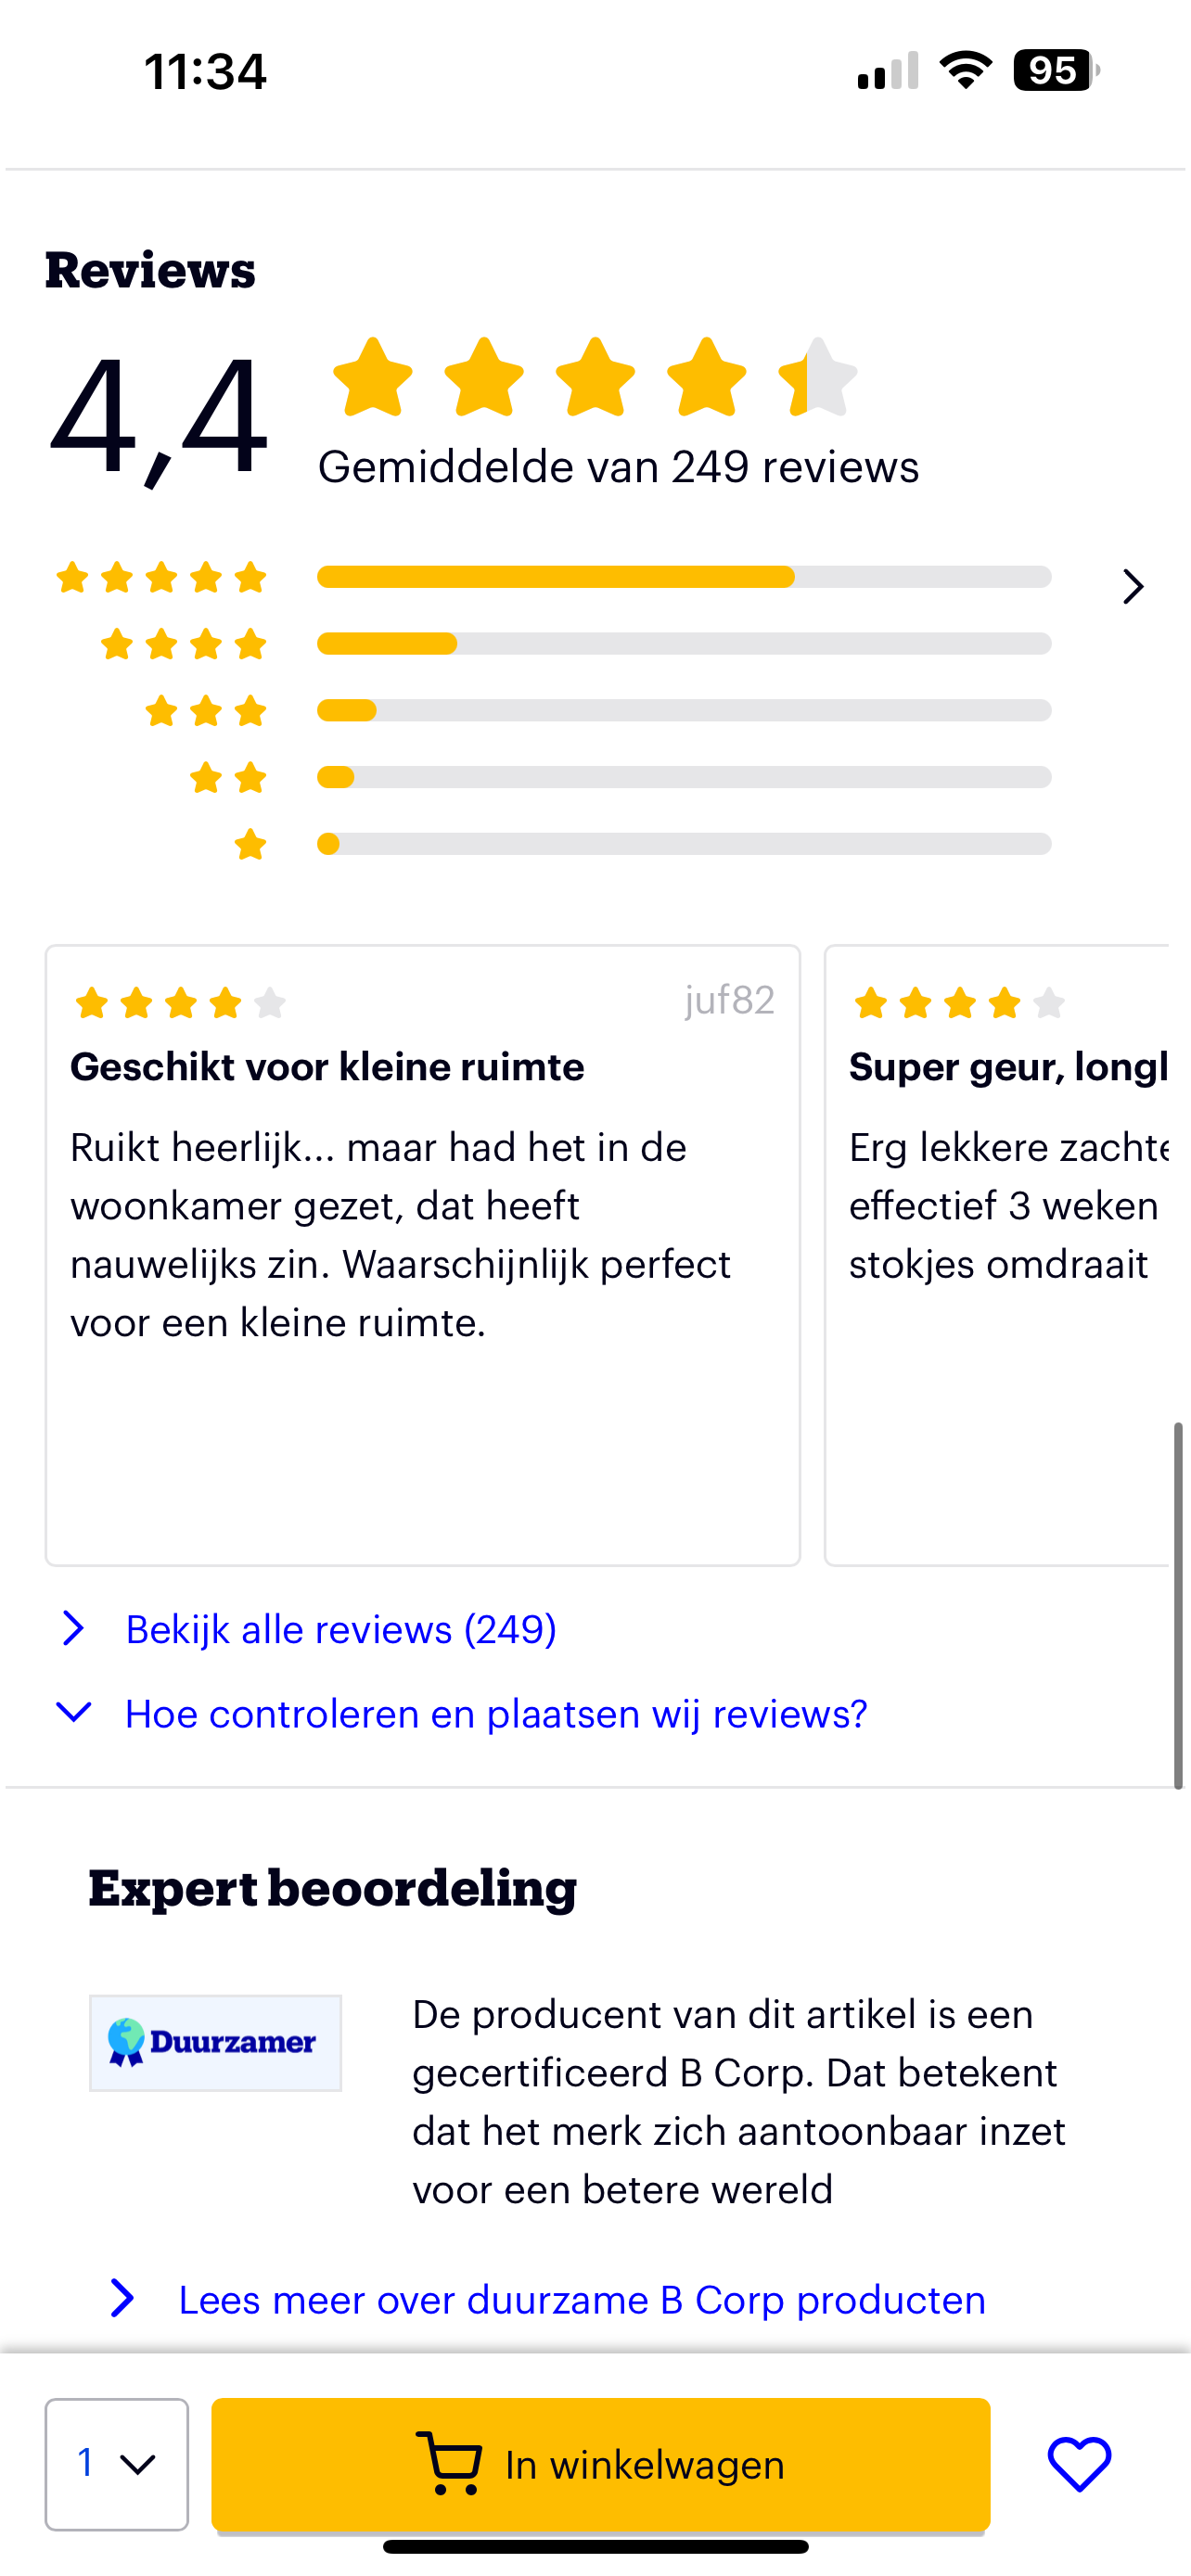 11:34
95
Reviews
4,4
Gemiddelde van 249 reviews
juf82
Geschikt voor kleine ruimte
Ruikt heerlijk... maar had het in de
woonkamer gezet, dat heeft
nauwelijks zin. Waarschijnlijk perfect
voor een kleine ruimte.
Super geur, longl
Erg lekkere zachte
effectief 3 weken
stokjes omdraait
Bekijk alle reviews (249)
Hoe controleren en plaatsen wij reviews?
Expert beoordeling
Duurzamer
De producent van dit artikel is een
gecertificeerd B Corp. Dat betekent
dat het merk zich aantoonbaar inzet
voor een betere wereld
Lees meer over duurzame B Corp producten
1
In winkelwagen